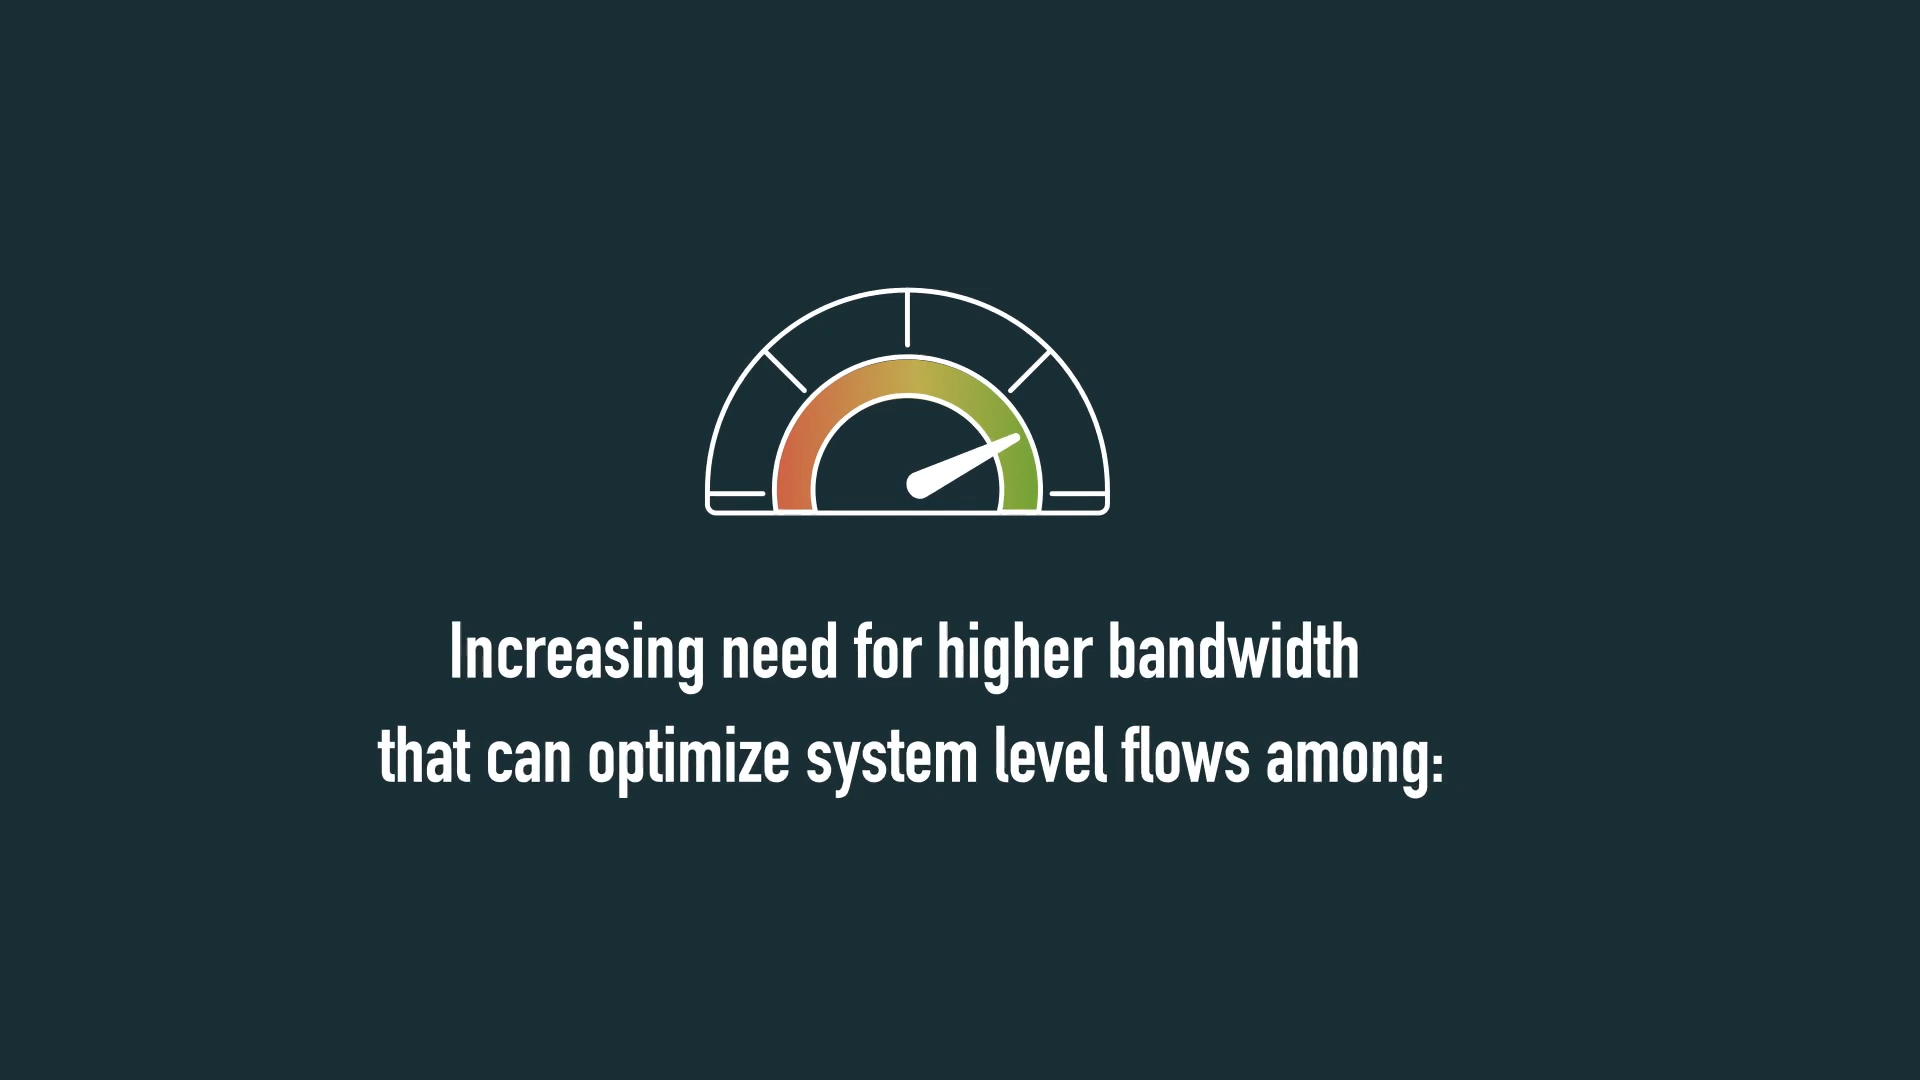 Increasing need for higher bandwidth
that can optimize system level flows among: